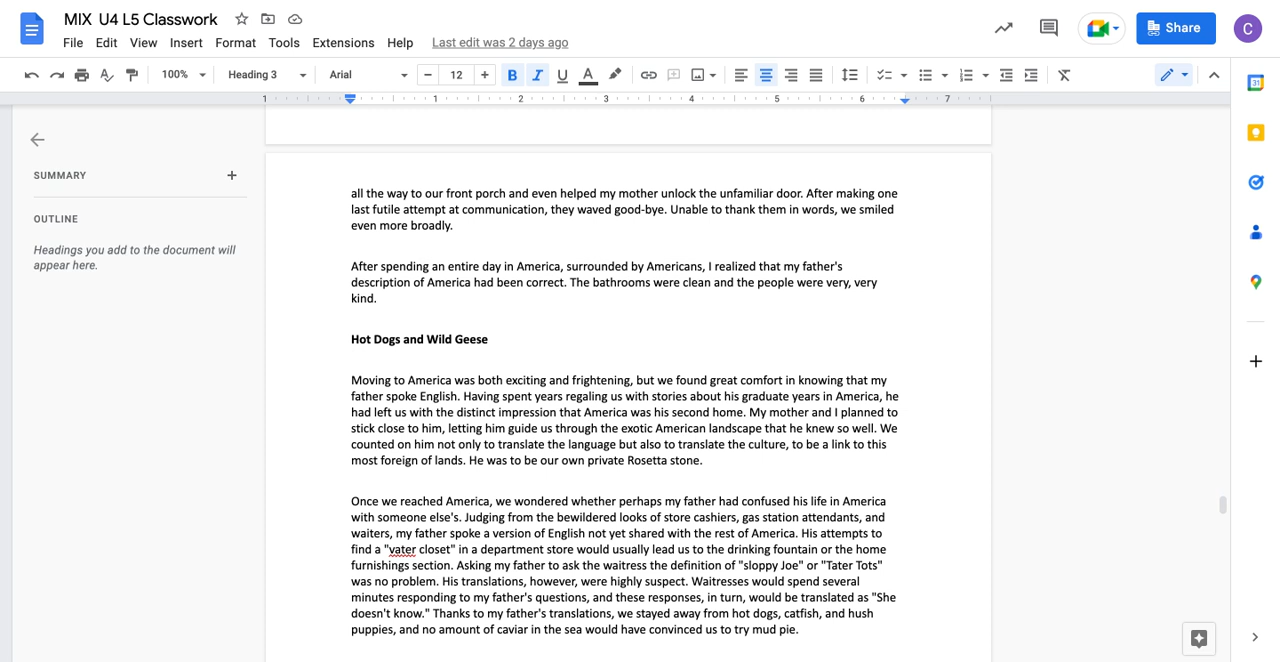 MIX U4 L5 Classwork
File Edit View Insert Format Tools Extensions Help Last edit was 2 days ago
Share
C
100% Heading 3 Arial 12 B I U A
31
1 1 2 3 4 5 6 7
SUMMARY
OUTLINE
Headings you add to the document will
appear here.
all the way to our front porch and even helped my mother unlock the unfamiliar door. After making one
last futile attempt at communication, they waved good-bye. Unable to thank them in words, we smiled
even more broadly.
After spending an entire day in America, surrounded by Americans, I realized that my father's
description of America had been correct. The bathrooms were clean and the people were very, very
kind.
Hot Dogs and Wild Geese
Moving to America was both exciting and frightening, but we found great comfort in knowing that my
father spoke English. Having spent years regaling us with stories about his graduate years in America, he
had left us with the distinct impression that America was his second home. My mother and I planned to
stick close to him, letting him guide us through the exotic American landscape that he knew so well. We
counted on him not only to translate the language but also to translate the culture, to be a link to this
most foreign of lands. He was to be our own private Rosetta stone.
Once we reached America, we wondered whether perhaps my father had confused his life in America
with someone else's. Judging from the bewildered looks of store cashiers, gas station attendants, and
waiters, my father spoke a version of English not yet shared with the rest of America. His attempts to
find a "vater closet" in a department store would usually lead us to the drinking fountain or the home
furnishings section. Asking my father to ask the waitress the definition of "sloppy Joe" or "Tater Tots"
was no problem. His translations, however, were highly suspect. Waitresses would spend several
minutes responding to my father's questions, and these responses, in turn, would be translated as "She
doesn't know." Thanks to my father's translations, we stayed away from hot dogs, catfish, and hush
puppies, and no amount of caviar in the sea would have convinced us to try mud pie.